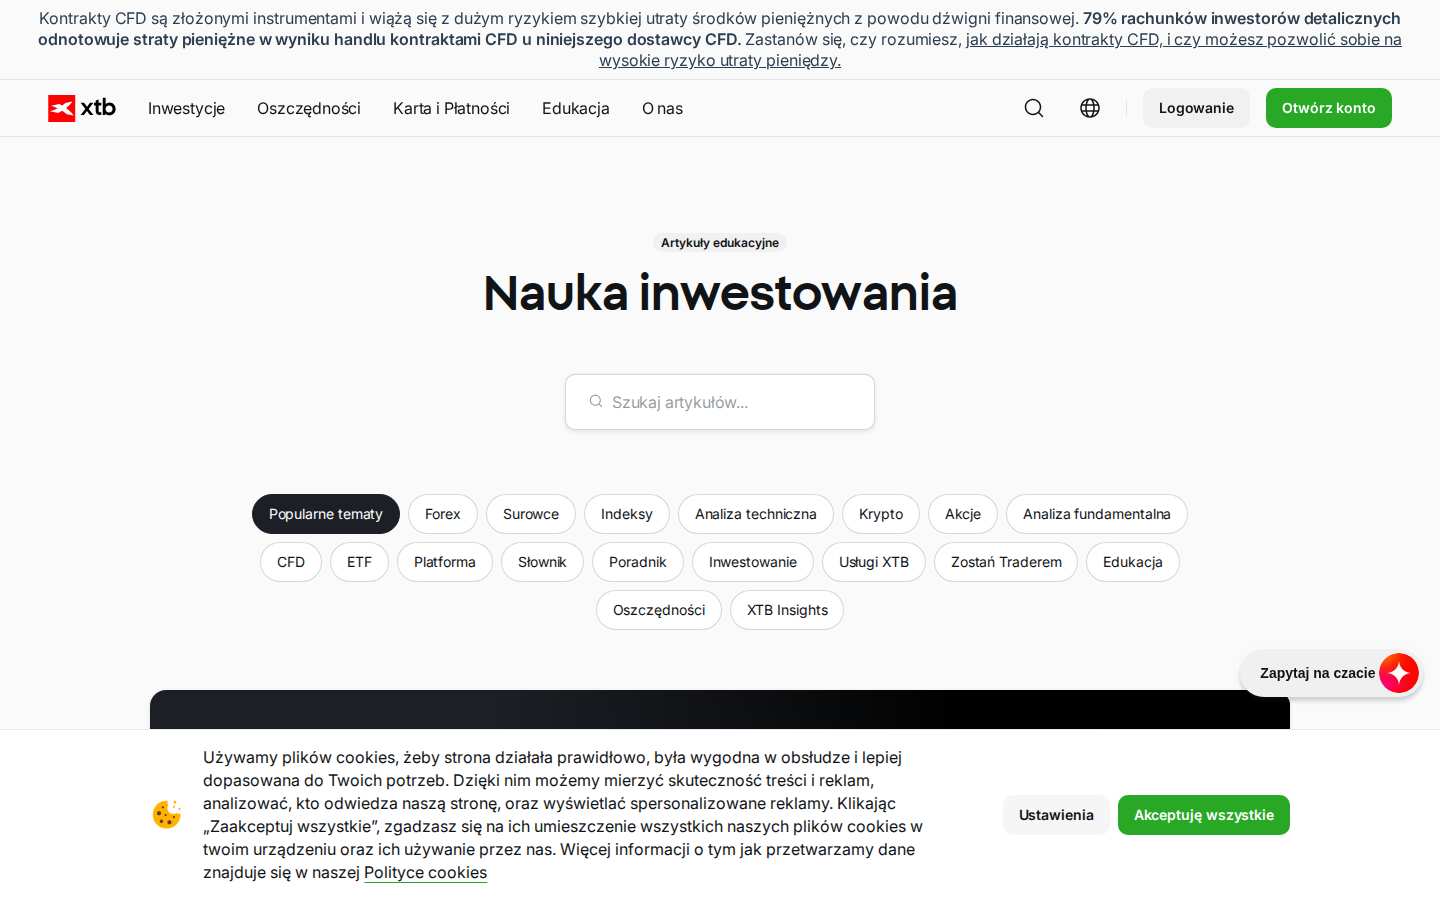 Kontrakty CFD są złożonymi instrumentami i wiążą się z dużym ryzykiem szybkiej utraty środków pieniężnych z powodu dźwigni finansowej. 79% rachunków inwestorów detalicznych
odnotowuje straty pieniężne w wyniku handlu kontraktami CFD u niniejszego dostawcy CFD. Zastanów się, czy rozumiesz, jak działają kontrakty CFD, i czy możesz pozwolić sobie na
wysokie ryzyko utraty pieniędzy.
xtb Inwestycje Oszczędności Karta i Płatności Edukacja O nas Logowanie Otwórz konto
Artykuły edukacyjne
Nauka inwestowania
Szukaj artykułów...
Popularne tematy Forex Surowce Indeksy Analiza techniczna Krypto Akcje Analiza fundamentalna
CFD ETF Platforma Słownik Poradnik Inwestowanie Usługi XTB Zostań Traderem Edukacja
Oszczędności XTB Insights
Zapytaj na czacie
Używamy plików cookies, żeby strona działała prawidłowo, była wygodna w obsłudze i lepiej
dopasowana do Twoich potrzeb. Dzięki nim możemy mierzyć skuteczność treści i reklam,
analizować, kto odwiedza naszą stronę, oraz wyświetlać spersonalizowane reklamy. Klikając
„Zaakceptuj wszystkie”, zgadzasz się na ich umieszczenie wszystkich naszych plików cookies w
twoim urządzeniu oraz ich używanie przez nas. Więcej informacji o tym jak przetwarzamy dane
znajduje się w naszej Polityce cookies
Ustawienia Akceptuję wszystkie